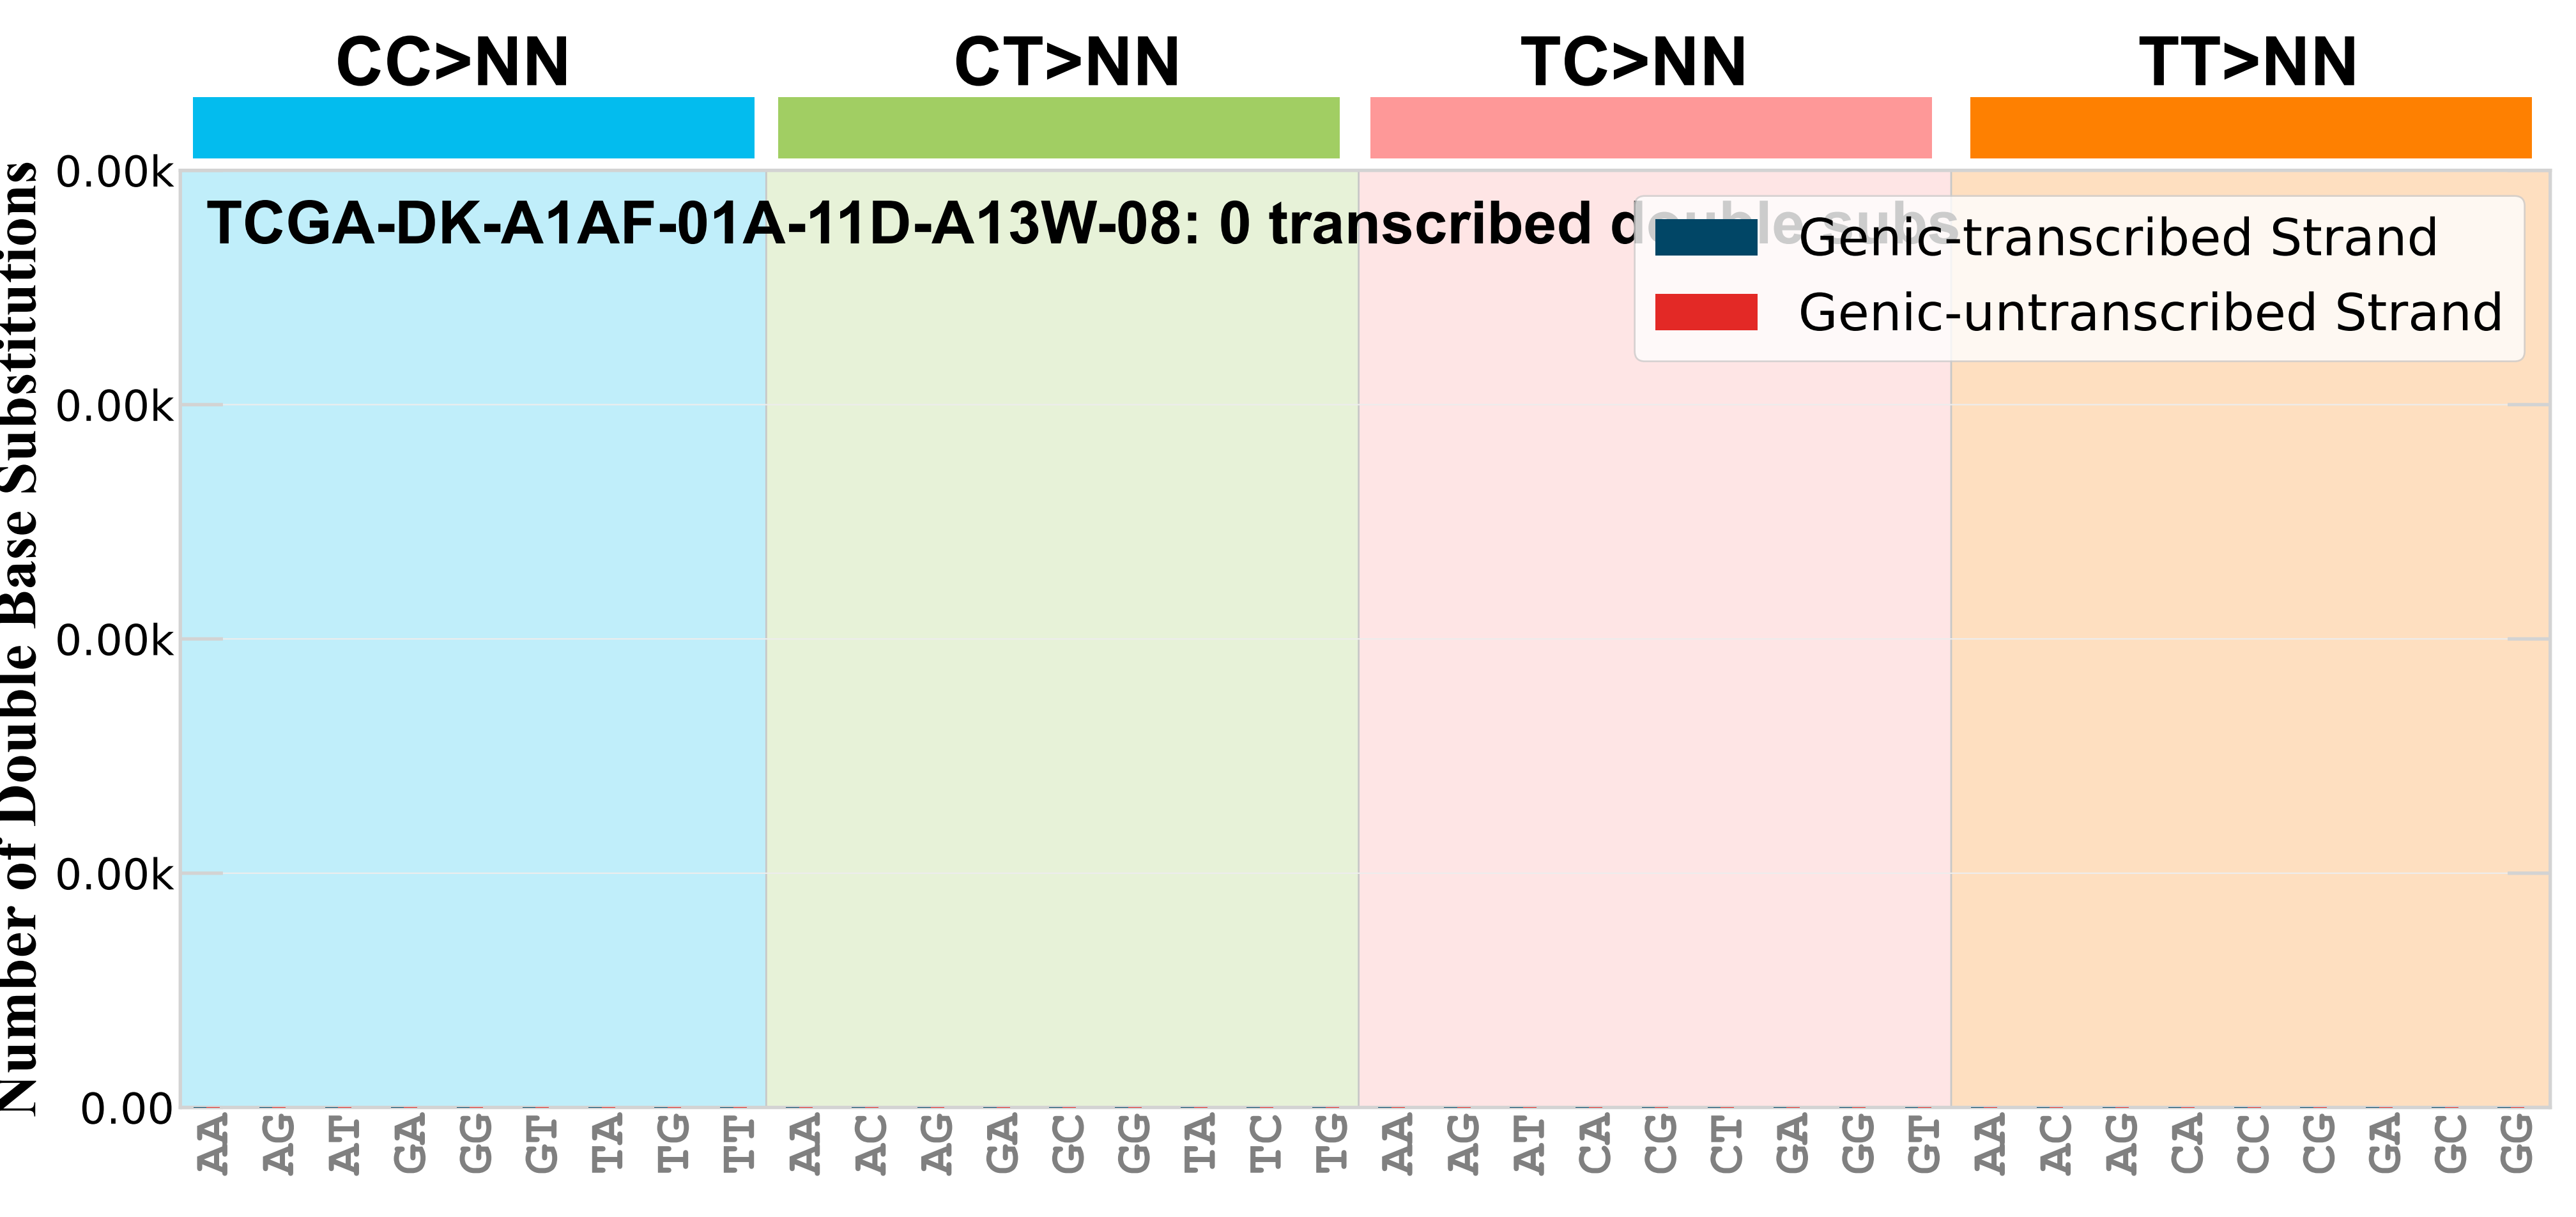 CC>NN CT>NN TC>NN TT>NN
TCGA-DK-A1AF-01A-11D-A13W-08: 0 transcribed double subs
Genic-transcribed Strand
Genic-untranscribed Strand
Number of Double Base Substitutions
0.00k
0.00k
0.00k
0.00k
0.00
AA AG AT GA GG GT TA TG TT AA AC AG GA GC GG TA TC TG AA AG AT CA CG CT GA GG GT AA AC AG CA CC CG GA GC GG